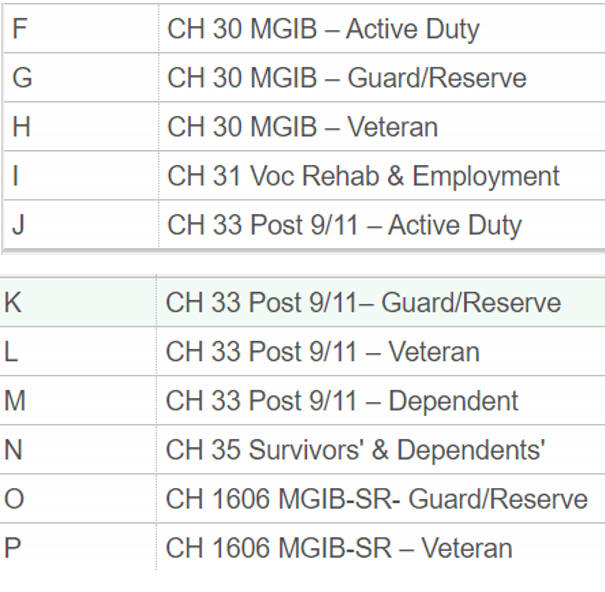 F CH 30 MGIB – Active Duty
G CH 30 MGIB – Guard/Reserve
H CH 30 MGIB – Veteran
I CH 31 Voc Rehab & Employment
J CH 33 Post 9/11 – Active Duty
K CH 33 Post 9/11– Guard/Reserve
L CH 33 Post 9/11 – Veteran
M CH 33 Post 9/11 – Dependent
N CH 35 Survivors' & Dependents'
O CH 1606 MGIB-SR- Guard/Reserve
P CH 1606 MGIB-SR – Veteran